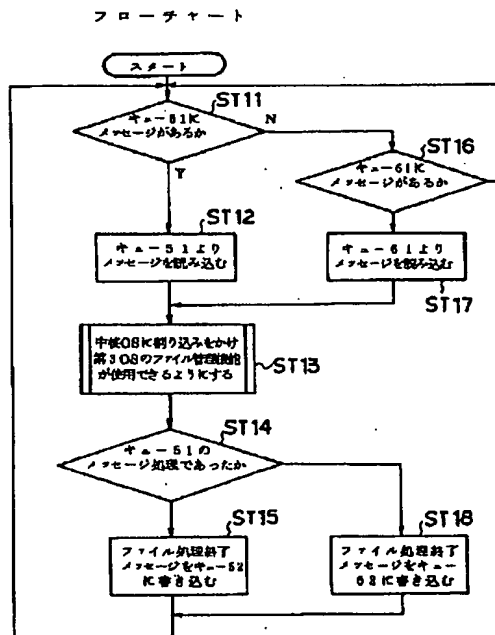 フローチャート
スタート
ST11
キュー51に
メッセージがあるか
N
ST16
キュー61に
メッセージがあるか
Y
ST12
キュー51より
メッセージを読み込む
キュー61より
メッセージを読み込む
ST17
中核OSに割り込みをかけ
第3OSのファイル管理機能
が使用できるようにする
ST13
ST14
キュー51の
メッセージ処理であったか
ST15
ファイル処理終了
メッセージをキュー52
に書き込む
ST18
ファイル処理終了
メッセージをキュー
62に書き込む